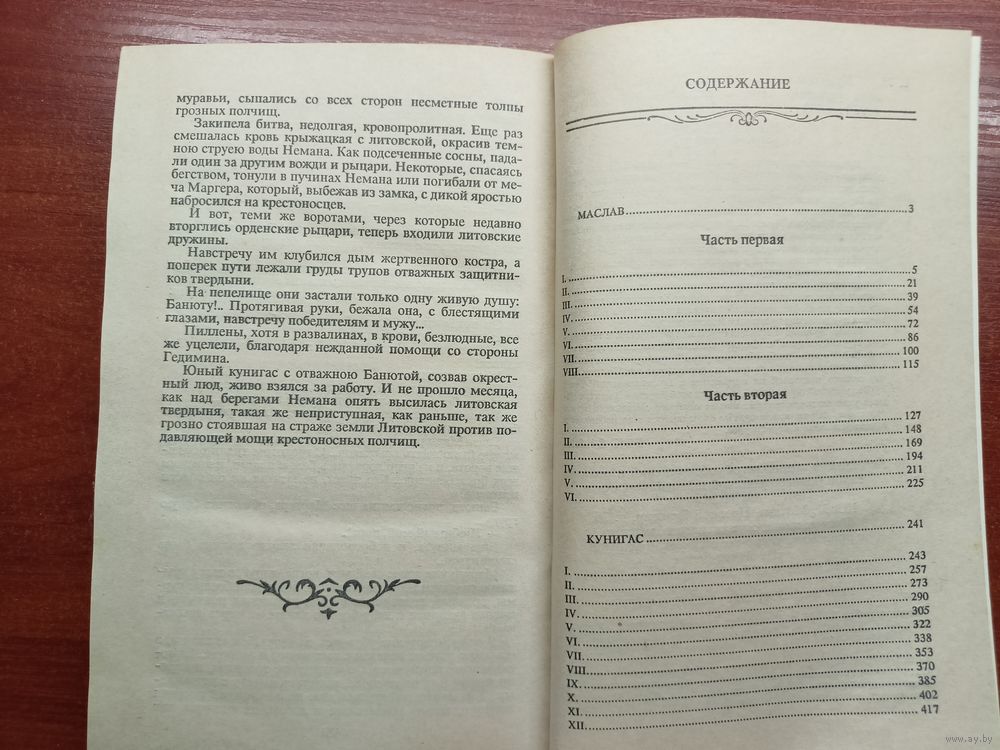 муравьи, сыпались со всех сторон несметные толпы
грозных полчищ.
Закипела битва, недолгая, кровопролитная. Еще раз
смешалась кровь крыжацкая с литовской, окрасив тем-
ною струею воды Немана. Как подсеченные сосны, пада-
ли один за другим вожди и рыцари. Некоторые, спасаясь
бегством, тонули в пучинах Немана или погибали от ме-
ча Маргера, который, выбежав из замка, с дикой яростью
набросился на крестоносцев.
И вот, теми же воротами, через которые недавно
вторглись орденские рыцари, теперь входили литовские
дружины.
Навстречу им клубился дым жертвенного костра, а
поперек пути лежали груды трупов отважных защитни-
ков твердыни.
На пепелище они застали только одну живую душу:
Банюту!.. Протягивая руки, бежала она, с блестящими
глазами, навстречу победителям и мужу...
Пиллены, хотя в развалинах, в крови, безлюдные, все
же уцелели, благодаря нежданной помощи со стороны
Гедимина.
Юный кунигас с отважною Банютой, созвав окрест-
ный люд, живо взялся за работу. И не прошло месяца,
как над берегами Немана опять высилась литовская
твердыня, такая же неприступная, как раньше, так же
грозно стоявшая на страже земли Литовской против по-
давляющей мощи крестоносных полчищ.
СОДЕРЖАНИЕ
МАСЛАВ 3
Часть первая
I. 5
II. 21
III. 39
IV. 54
V. 72
VI. 86
VII. 100
VIII. 115
Часть вторая
I. 127
II. 148
III. 169
IV. 194
V. 211
VI. 225
КУНИГАС 241
I. 243
II. 257
III. 273
IV. 290
V. 305
VI. 322
VII. 338
VIII. 353
IX. 370
X. 385
XI. 402
XII. 417
www.ay.by